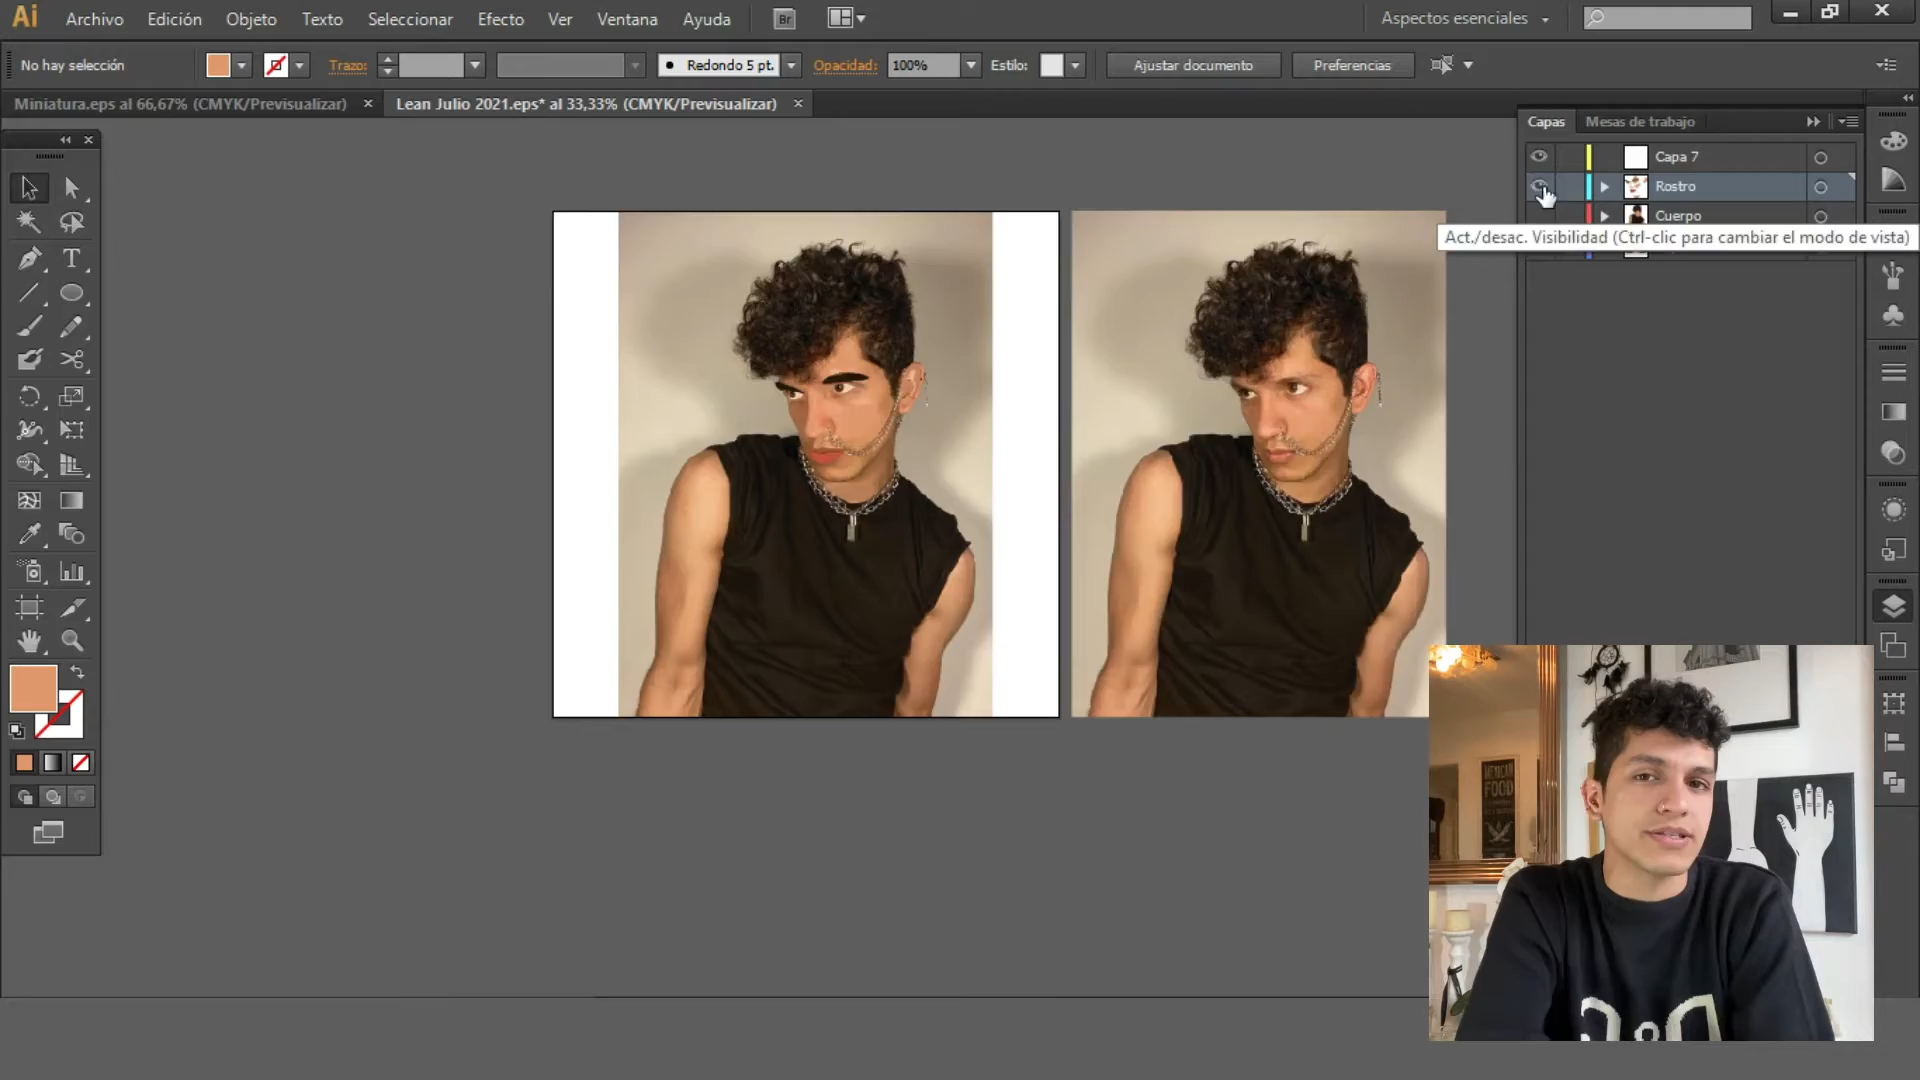 Ai Archivo Edición Objeto Texto Seleccionar Efecto Ver Ventana Ayuda Br Aspectos esenciales
No hay selección Trazo: Redondo 5 pt. Opacidad: 100% Estilo: Ajustar documento Preferencias
Miniatura.eps al 66,67% (CMYK/Previsualizar) × Lean Julio 2021.eps* al 33,33% (CMYK/Previsualizar) ×
Capas Mesas de trabajo
Capa 7
Rostro
Cuerpo
Act./desac. Visibilidad (Ctrl-clic para cambiar el modo de vista)
T
MEXICAN
FOOD